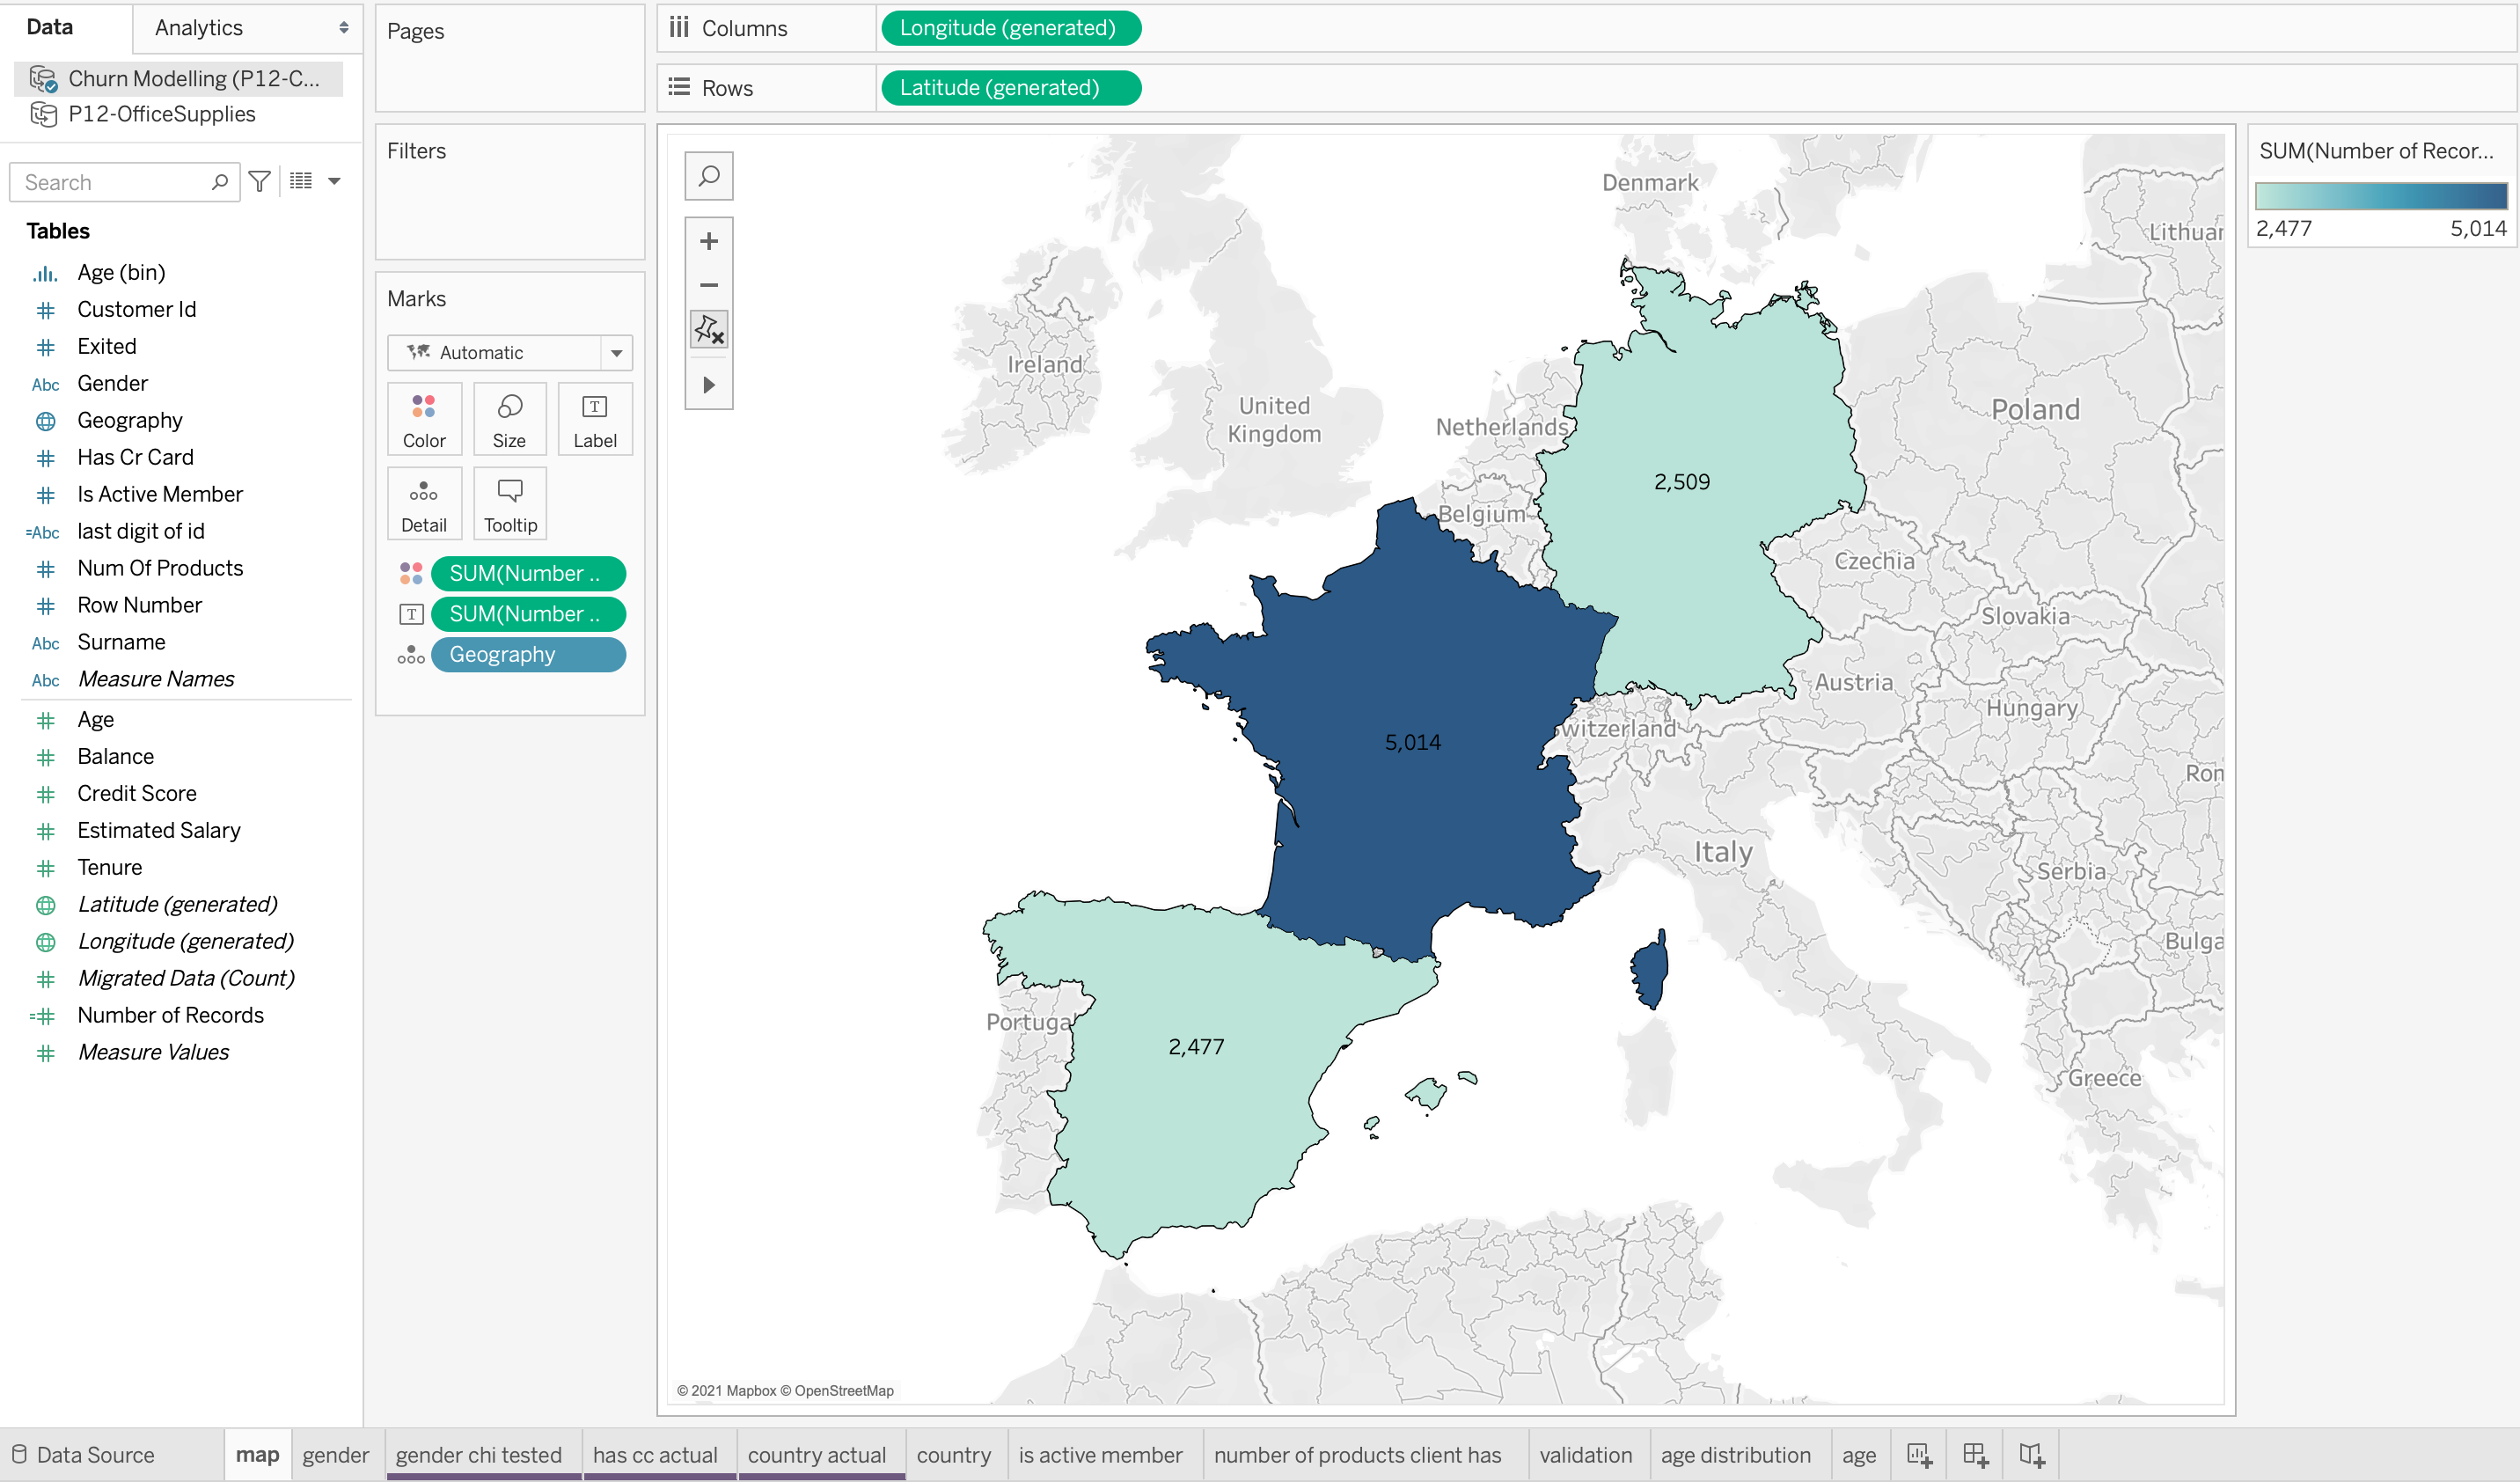 Data
Analytics
Churn Modelling (P12-C...
P12-OfficeSupplies
Search
Tables
Age (bin)
Customer Id
Exited
Abc Gender
Geography
Has Cr Card
Is Active Member
=Abc last digit of id
Num Of Products
Row Number
Abc Surname
Abc Measure Names
Age
Balance
Credit Score
Estimated Salary
Tenure
Latitude (generated)
Longitude (generated)
Migrated Data (Count)
Number of Records
Measure Values
Pages
Filters
Marks
Automatic
Color
Size
T
Label
Detail
Tooltip
SUM(Number ..
T SUM(Number ..
Geography
Columns
Longitude (generated)
Rows
Latitude (generated)
Denmark
Lithuar
Ireland
United
Kingdom
Netherlands
Poland
2,509
Belgium
Czechia
Slovakia
Austria
Hungary
witzerland
5,014
Ron
Italy
Serbia
Bulga
Portugal
2,477
Greece
© 2021 Mapbox © OpenStreetMap
SUM(Number of Recor...
2,477
5,014
Data Source
map
gender
gender chi tested
has cc actual
country actual
country
is active member
number of products client has
validation
age distribution
age